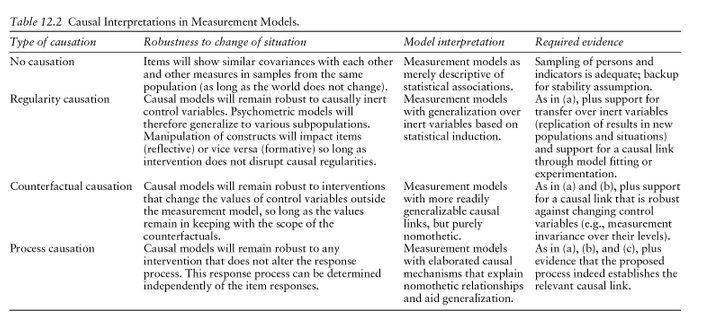 Table 12.2 Causal Interpretations in Measurement Models.
Type of causation Robustness to change of situation Model interpretation Required evidence
No causation Items will show similar covariances with each other Measurement models as Sampling of persons and
and other measures in samples from the same merely descriptive of indicators is adequate; backup
population (as long as the world does not change). statistical associations. for stability assumption.
Regularity causation Causal models will remain robust to causally inert Measurement models As in (a), plus support for
control variables. Psychometric models will with generalization over transfer over inert variables
therefore generalize to various subpopulations. inert variables based on (replication of results in new
Manipulation of constructs will impact items statistical induction. populations and situations)
(reflective) or vice versa (formative) so long as and support for a causal link
intervention does not disrupt causal regularities. through model fitting or
experimentation.
Counterfactual causation Causal models will remain robust to interventions Measurement models As in (a) and (b), plus support
that change the values of control variables outside with more readily for a causal link that is robust
the measurement model, so long as the values generalizable causal against changing control
remain in keeping with the scope of the links, but purely variables (e.g., measurement
counterfactuals. nomothetic. invariance over their levels).
Process causation Causal models will remain robust to any Measurement models As in (a), (b), and (c), plus
intervention that does not alter the response with elaborated causal evidence that the proposed
process. This response process can be determined mechanisms that explain process indeed establishes the
independently of the item responses. nomothetic relationships relevant causal link.
and aid generalization.